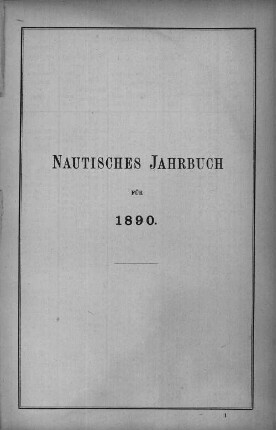 NAUTISCHES JAHRBUCH
FÜR
1890.
1